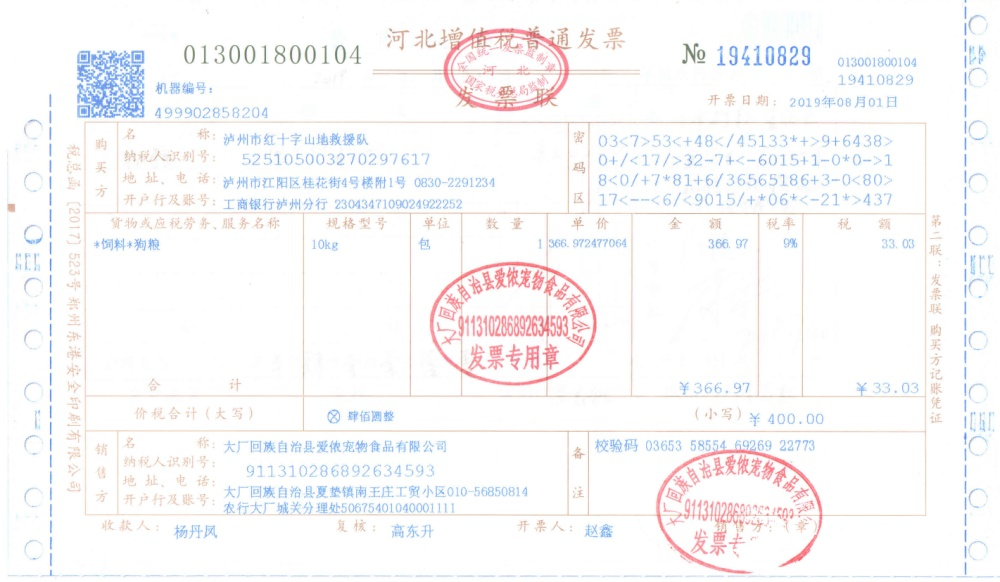 河北增值税普通发票
013001800104
全国统一发票监制章
河北
国家税务总局监制
发票联
№ 19410829
013001800104
19410829
机器编号：
499902858204
开票日期：2019年08月01日
税总函〔2017〕523号 郑州东港安全印刷有限公司
购买方
名称：泸州市红十字山地救援队
纳税人识别号：525105003270297617
地址、电话：泸州市江阳区桂花街4号楼附1号 0830-2291234
开户行及账号：工商银行泸州分行 2304347109024922252
密码区
03<7>53<+48</45133*+>9+6438>
0+/<17/>32-7+<-6015+1-0*0->1
8<0/+7*81+6/36565186+3-0<80>
17<--<6/<9015/+*06*<-21*>437
货物或应税劳务、服务名称 规格型号 单位 数量 单价 金额 税率 税额
*饲料*狗粮 10kg 包 1 366.972477064 366.97 9% 33.03
大厂回族自治县爱侬宠物食品有限公司
911310286892634593
发票专用章
合计 ￥366.97 ￥33.03
价税合计（大写） ⊗ 肆佰圆整 （小写）￥400.00
第二联：发票联 购买方记账凭证
销售方
名称：大厂回族自治县爱侬宠物食品有限公司
纳税人识别号：911310286892634593
地址、电话：大厂回族自治县夏垫镇南王庄工贸小区010-56850814
开户行及账号：农行大厂城关分理处50675401040001111
备注
校验码 03653 58554 69269 22773
大厂回族自治县爱侬宠物食品有限公司
911310286892634593
发票专
收款人：杨丹凤 复核：高东升 开票人：赵鑫 销售方：（章）